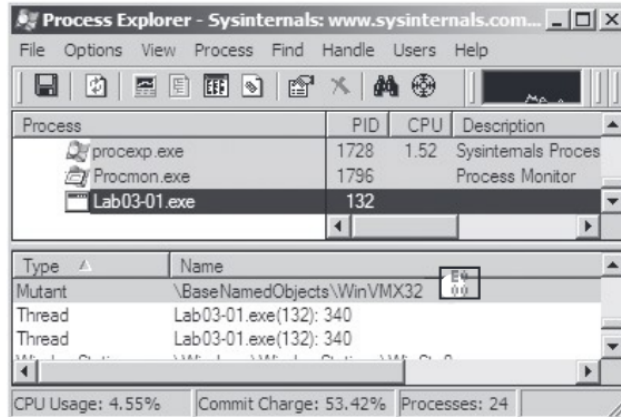 Process Explorer - Sysinternals: www.sysinternals.com...
File Options View Process Find Handle Users Help
Process PID CPU Description
procexp.exe 1728 1.52 Sysinternals Proces
Procmon.exe 1796 Process Monitor
Lab03-01.exe 132
Type Name
Mutant \BaseNamedObjects\WinVMX32
Thread Lab03-01.exe(132): 340
Thread Lab03-01.exe(132): 340
CPU Usage: 4.55% Commit Charge: 53.42% Processes: 24